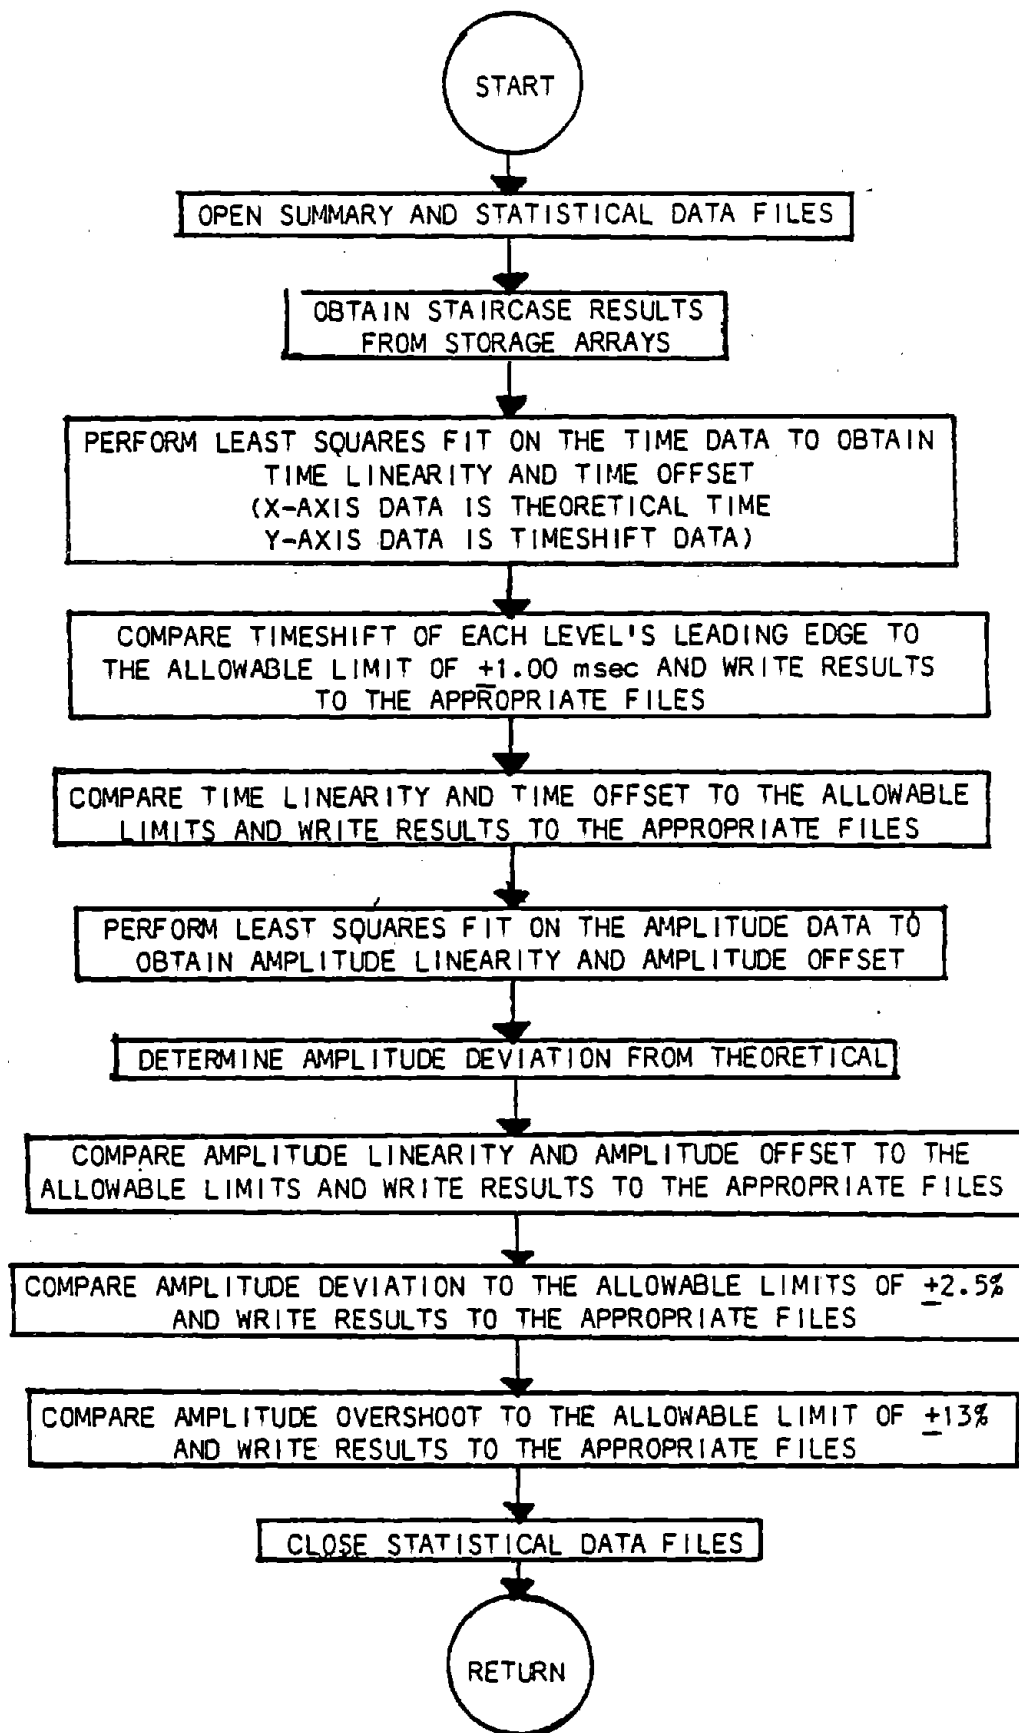 START
OPEN SUMMARY AND STATISTICAL DATA FILES
OBTAIN STAIRCASE RESULTS
FROM STORAGE ARRAYS
PERFORM LEAST SQUARES FIT ON THE TIME DATA TO OBTAIN
TIME LINEARITY AND TIME OFFSET
(X-AXIS DATA IS THEORETICAL TIME
Y-AXIS DATA IS TIMESHIFT DATA)
COMPARE TIMESHIFT OF EACH LEVEL'S LEADING EDGE TO
THE ALLOWABLE LIMIT OF ±1.00 msec AND WRITE RESULTS
TO THE APPROPRIATE FILES
COMPARE TIME LINEARITY AND TIME OFFSET TO THE ALLOWABLE
LIMITS AND WRITE RESULTS TO THE APPROPRIATE FILES
PERFORM LEAST SQUARES FIT ON THE AMPLITUDE DATA TO
OBTAIN AMPLITUDE LINEARITY AND AMPLITUDE OFFSET
DETERMINE AMPLITUDE DEVIATION FROM THEORETICAL
COMPARE AMPLITUDE LINEARITY AND AMPLITUDE OFFSET TO THE
ALLOWABLE LIMITS AND WRITE RESULTS TO THE APPROPRIATE FILES
COMPARE AMPLITUDE DEVIATION TO THE ALLOWABLE LIMITS OF ±2.5%
AND WRITE RESULTS TO THE APPROPRIATE FILES
COMPARE AMPLITUDE OVERSHOOT TO THE ALLOWABLE LIMIT OF ±13%
AND WRITE RESULTS TO THE APPROPRIATE FILES
CLOSE STATISTICAL DATA FILES
RETURN